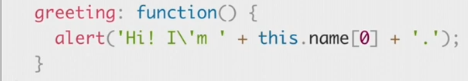 greeting: function() {
alert('Hi! I\'m ' + this.name[0] + '.');
}